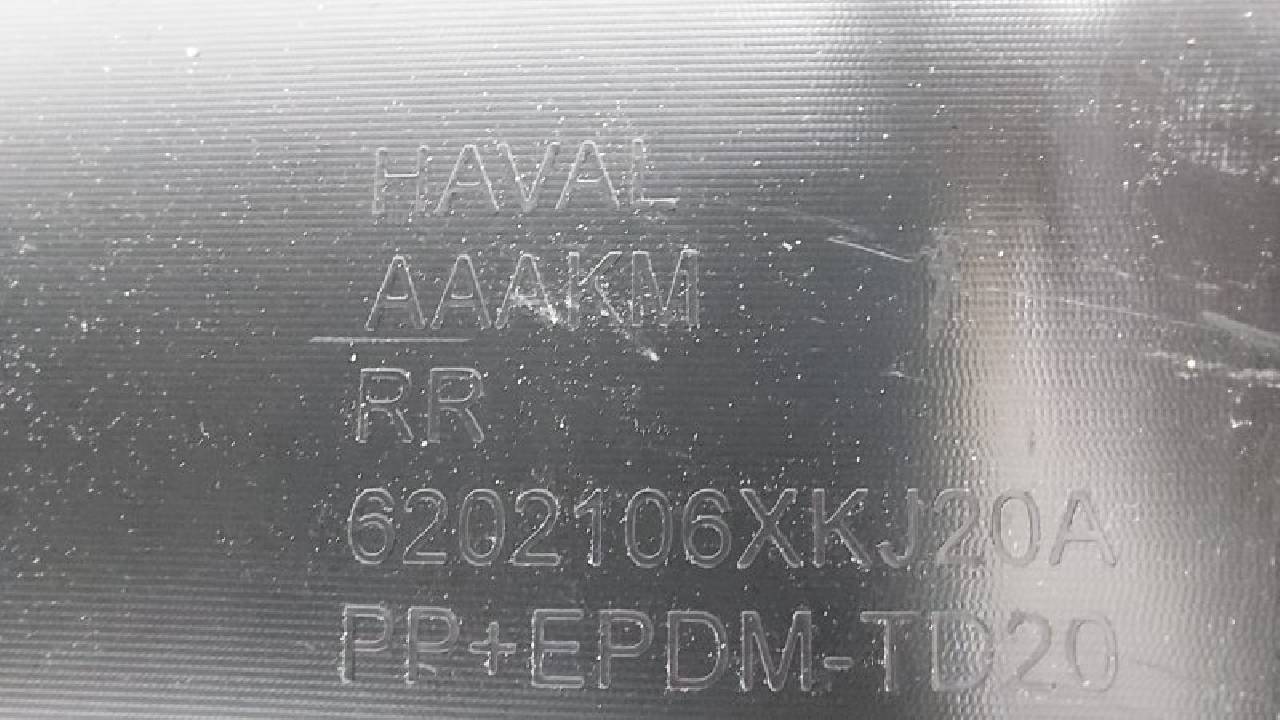 HAVAL
AAAKM
RR
6202106XKJ20A
PP+EPDM-TD20